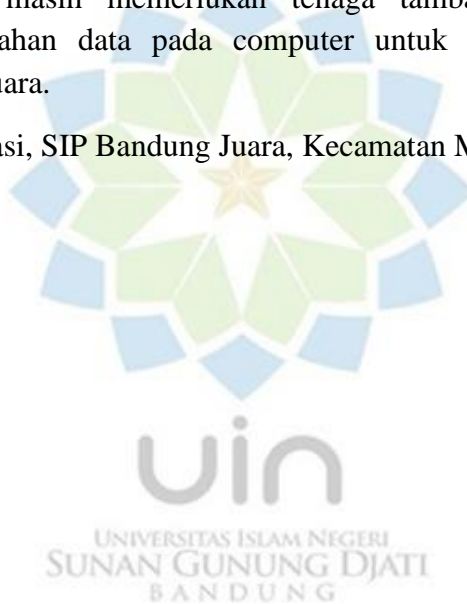 masih memerlukan tenaga
ahan data pada computer untuk
uara.
asi, SIP Bandung Juara, Kecamatan M
uin
UNIVERSITAS ISLAM NEGERI
SUNAN GUNUNG DJATI
BANDUNG